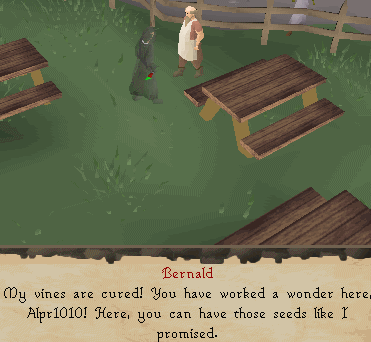 Bernald
My vines are cured! You have worked a wonder here,
Alpr1010! Here, you can have those seeds like I
promised.